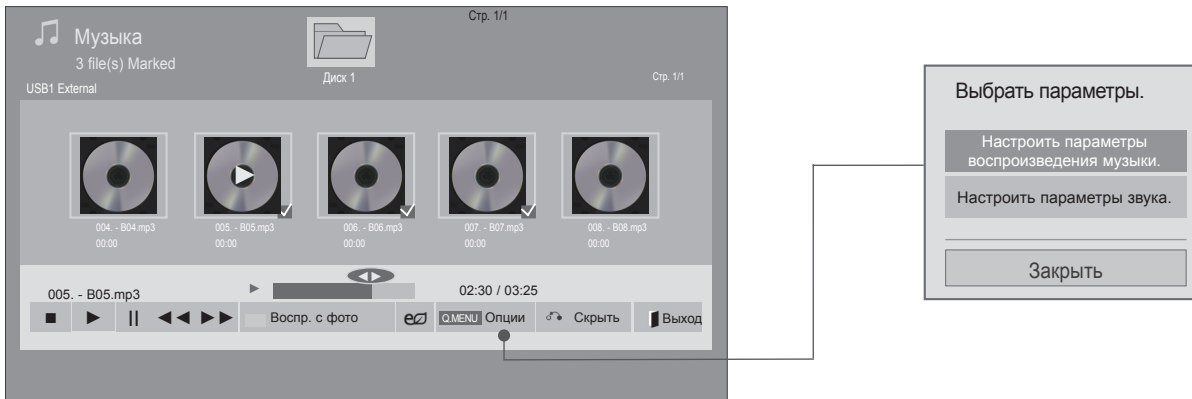 Стр. 1/1
Музыка
3 file(s) Marked
Диск 1
Стр. 1/1
USB1 External
004. - B04.mp3
00:00
005. - B05.mp3
00:00
006. - B06.mp3
00:00
007. - B07.mp3
00:00
008. - B08.mp3
00:00
005. - B05.mp3
02:30 / 03:25
Воспр. с фото
Q.MENU Опции
Скрыть
Выход
Выбрать параметры.
Настроить параметры
воспроизведения музыки.
Настроить параметры звука.
Закрыть